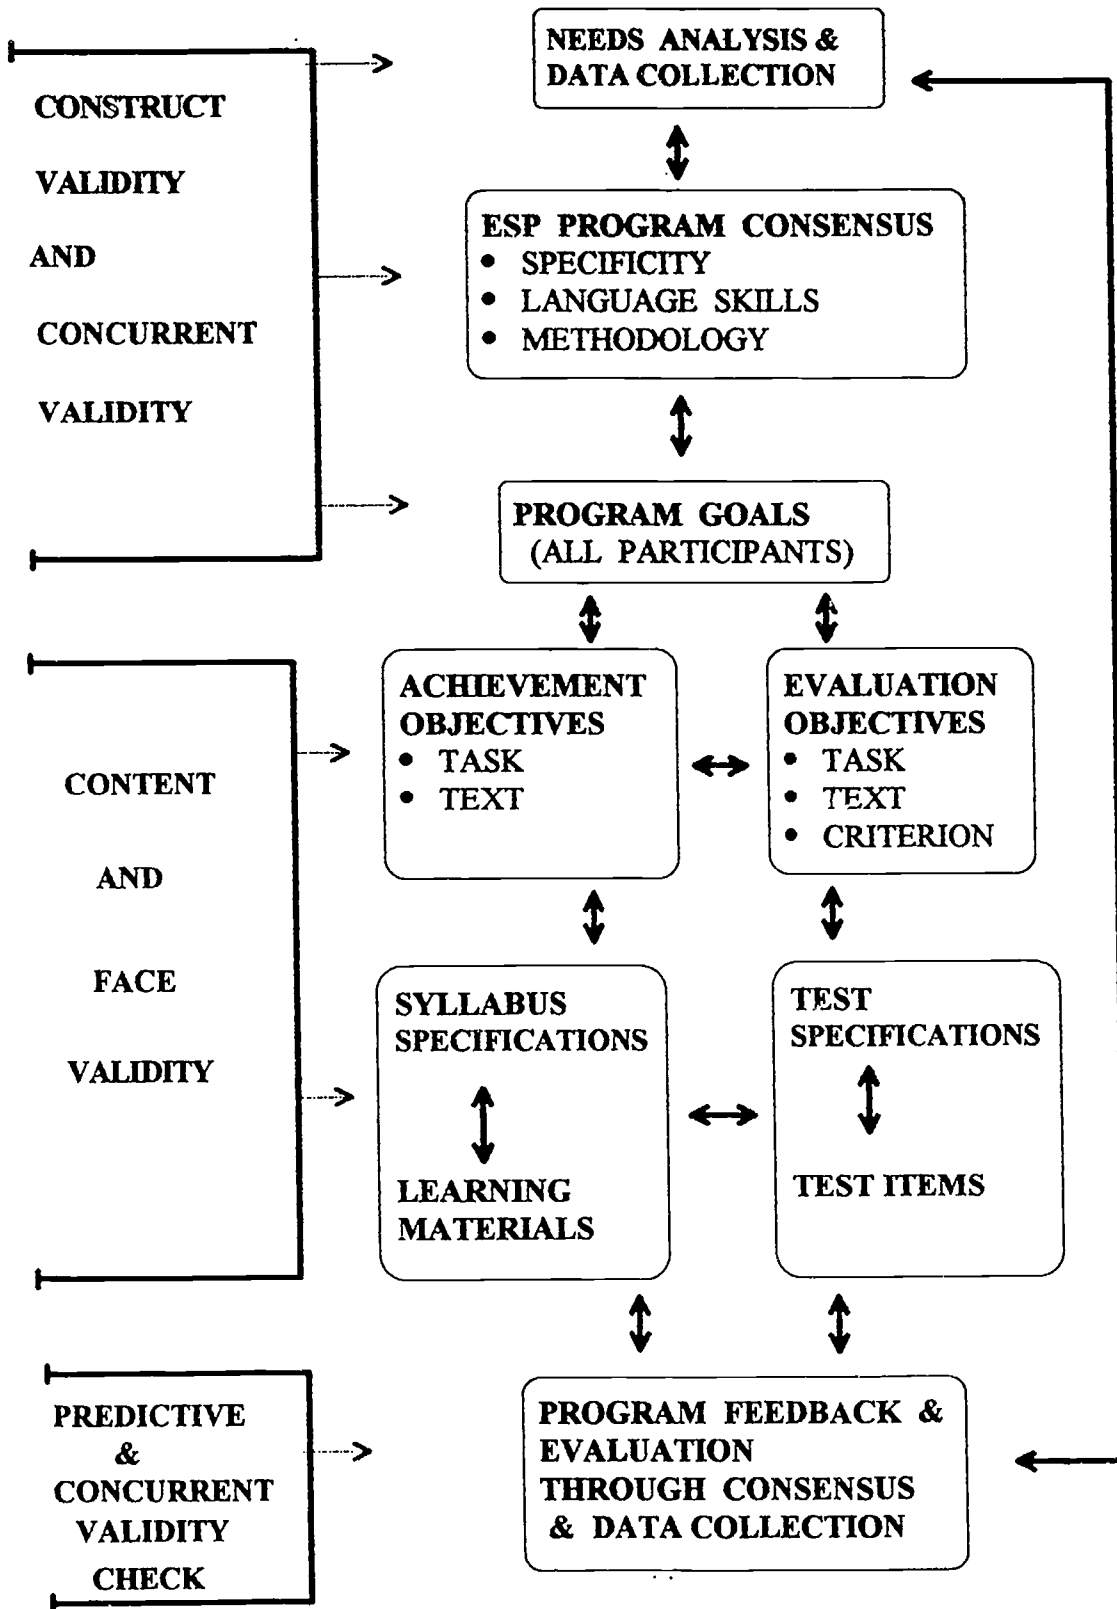 NEEDS ANALYSIS &
DATA COLLECTION
CONSTRUCT
VALIDITY
AND
CONCURRENT
VALIDITY
ESP PROGRAM CONSENSUS
• SPECIFICITY
• LANGUAGE SKILLS
• METHODOLOGY
PROGRAM GOALS
(ALL PARTICIPANTS)
CONTENT
AND
FACE
VALIDITY
ACHIEVEMENT
OBJECTIVES
• TASK
• TEXT
EVALUATION
OBJECTIVES
• TASK
• TEXT
• CRITERION
SYLLABUS
SPECIFICATIONS
LEARNING
MATERIALS
TEST
SPECIFICATIONS
TEST ITEMS
PREDICTIVE
&
CONCURRENT
VALIDITY
CHECK
PROGRAM FEEDBACK &
EVALUATION
THROUGH CONSENSUS
& DATA COLLECTION